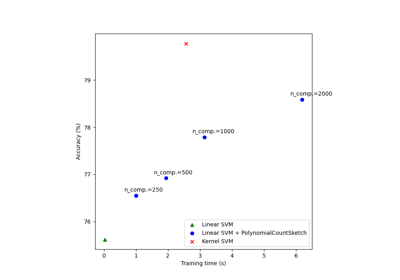 n_comp.=2000
n_comp.=1000
n_comp.=500
n_comp.=250
79
78
77
76
Accuracy (%)
0 1 2 3 4 5 6
Training time (s)
Linear SVM
Linear SVM + PolynomialCountSketch
Kernel SVM